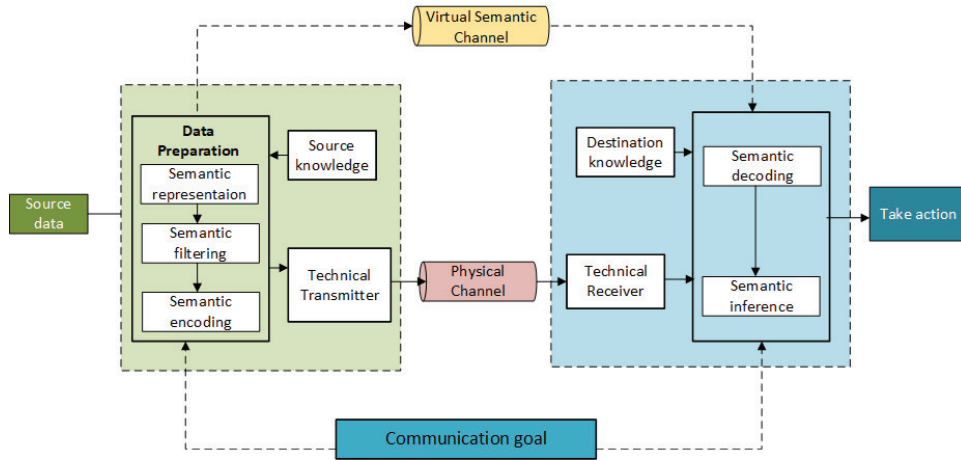 Virtual Semantic
Channel
Data
Preparation
Semantic
representaion
Semantic
filtering
Semantic
encoding
Source
knowledge
Source
data
Technical
Transmitter
Physical
Channel
Destination
knowledge
Technical
Receiver
Semantic
decoding
Semantic
inference
Take action
Communication goal